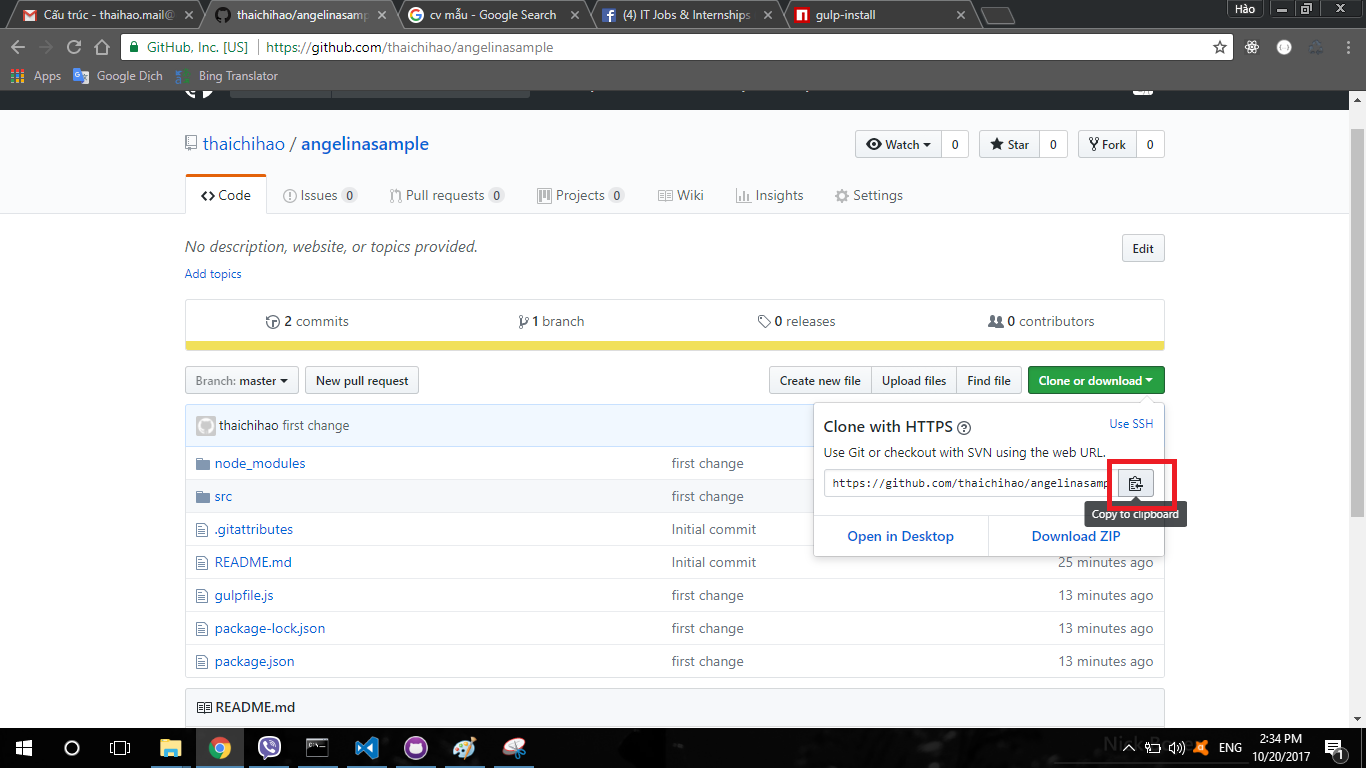 Cấu trúc - thaihao.mail@
thaichihao/angelinasamp
cv mẫu - Google Search
(4) IT Jobs & Internships
gulp-install
Hảo
GitHub, Inc. [US]
https://github.com/thaichihao/angelinasample
Apps
Google Dịch
Bing Translator
thaichihao / angelinasample
Watch
0
Star
0
Fork
0
Code
Issues 0
Pull requests 0
Projects 0
Wiki
Insights
Settings
No description, website, or topics provided.
Edit
Add topics
2 commits
1 branch
0 releases
0 contributors
Branch: master
New pull request
Create new file
Upload files
Find file
Clone or download
thaichihao first change
Clone with HTTPS
Use SSH
Use Git or checkout with SVN using the web URL.
https://github.com/thaichihao/angelinasamp
Copy to clipboard
Open in Desktop
Download ZIP
node_modules
first change
src
first change
.gitattributes
Initial commit
README.md
Initial commit
25 minutes ago
gulpfile.js
first change
13 minutes ago
package-lock.json
first change
13 minutes ago
package.json
first change
13 minutes ago
README.md
ENG
2:34 PM
10/20/2017
1